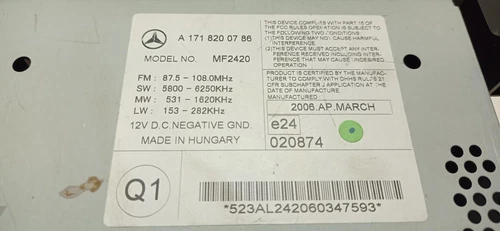 A 171 820 07 86
MODEL NO. MF2420
FM : 87.5 - 108.0MHz
SW : 5800 - 6250KHz
MW : 531 - 1620KHz
LW : 153 - 282KHz
12V D.C. NEGATIVE GND.
MADE IN HUNGARY
THIS DEVICE COMPLIES WITH PART 15 OF
THE FCC RULES OPERATION IS SUBJECT TO
THE FOLLOWING TWO CONDITIONS
(1)THIS DEVICE MAY NOT CAUSE HARMFUL
INTERFERENCE
(2)THIS DEVICE MUST ACCEPT ANY INTER-
FERENCE RECEIVED INCLUDING INTERFER-
ENCE THAT MAY CAUSE UNDESIRED
OPERATION
THIS PRODUCT IS CERTIFIED BY MANUFAC-
TURER TO COMPLY WITH DHHS RULES 21
CFR SUBCHAPTER J APPLICATION AT THE
DATE OF MANUFACTURE
2006.AP.MARCH
e24
020874
Q1
*523AL242060347593*